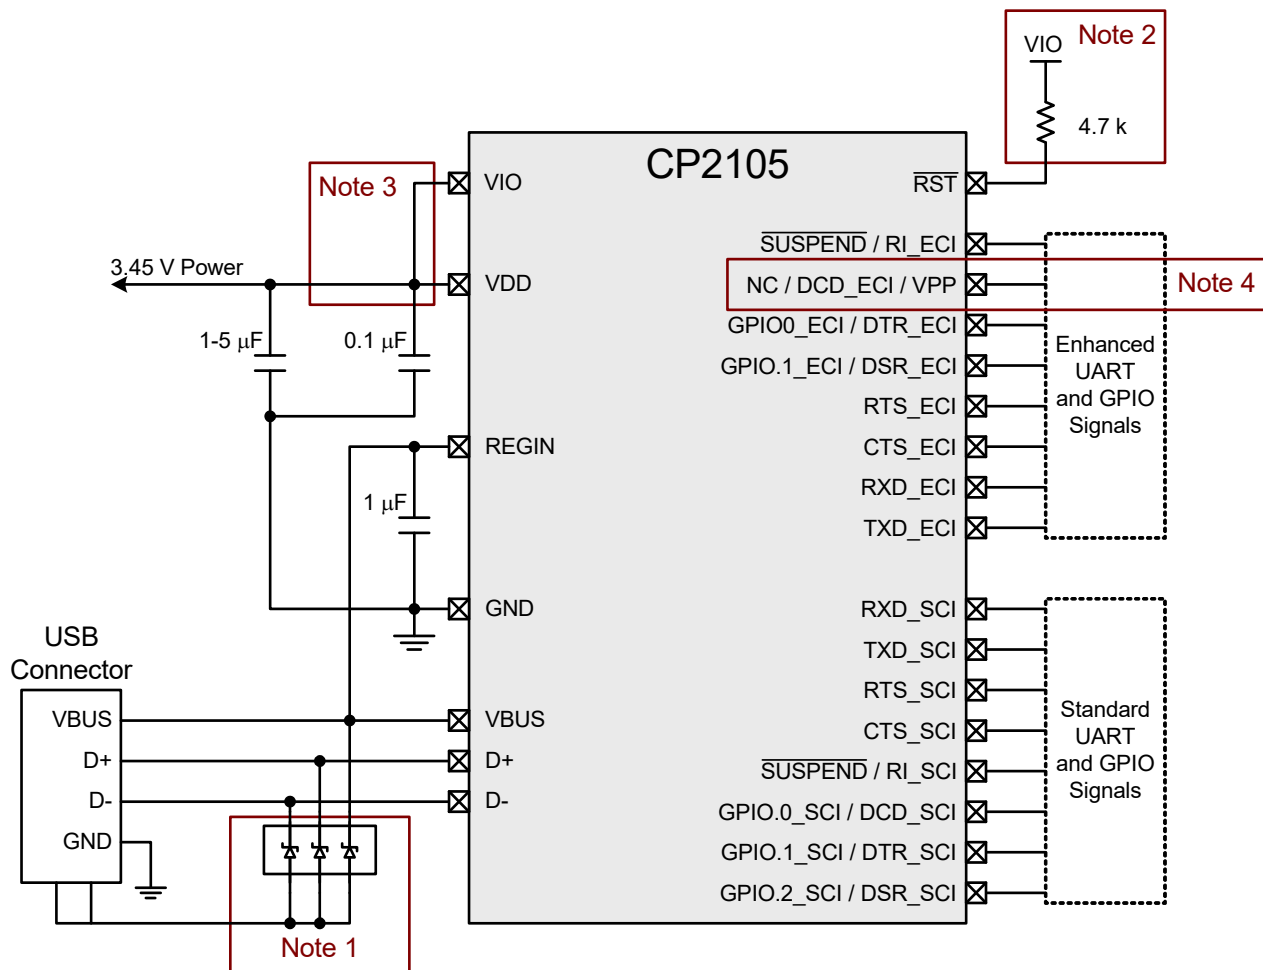 Note 2
VIO
4.7 k
CP2105
Note 3
VIO
RST
SUSPEND / RI_ECI
3.45 V Power
VDD
NC / DCD_ECI / VPP
Note 4
GPIO0_ECI / DTR_ECI
1-5 μF
0.1 μF
GPIO.1_ECI / DSR_ECI
Enhanced
UART
and GPIO
Signals
RTS_ECI
REGIN
CTS_ECI
1 μF
RXD_ECI
TXD_ECI
GND
RXD_SCI
USB
Connector
TXD_SCI
RTS_SCI
VBUS
VBUS
CTS_SCI
Standard
UART
and GPIO
Signals
D+
D+
SUSPEND / RI_SCI
D-
D-
GPIO.0_SCI / DCD_SCI
GND
GPIO.1_SCI / DTR_SCI
GPIO.2_SCI / DSR_SCI
Note 1